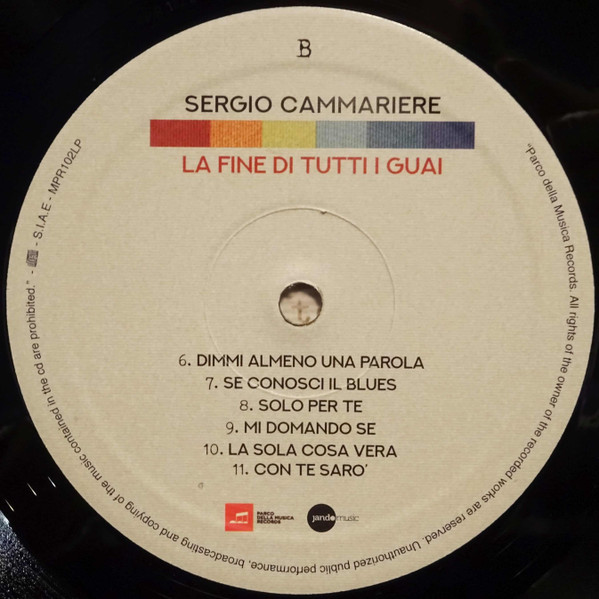 B
SERGIO CAMMARIERE
LA FINE DI TUTTI I GUAI
6. DIMMI ALMENO UNA PAROLA
7. SE CONOSCI IL BLUES
8. SOLO PER TE
9. MI DOMANDO SE
10. LA SOLA COSA VERA
11. CON TE SARO'
PARCO
DELLA MUSICA
RECORDS
jandomusic
"Parco della Musica Records. All rights of the owner of the recorded works are reserved. Unauthorized public performance, broadcasting and copying of the music contained in the cd are prohibited." - S.I.A.E - MPR102LP